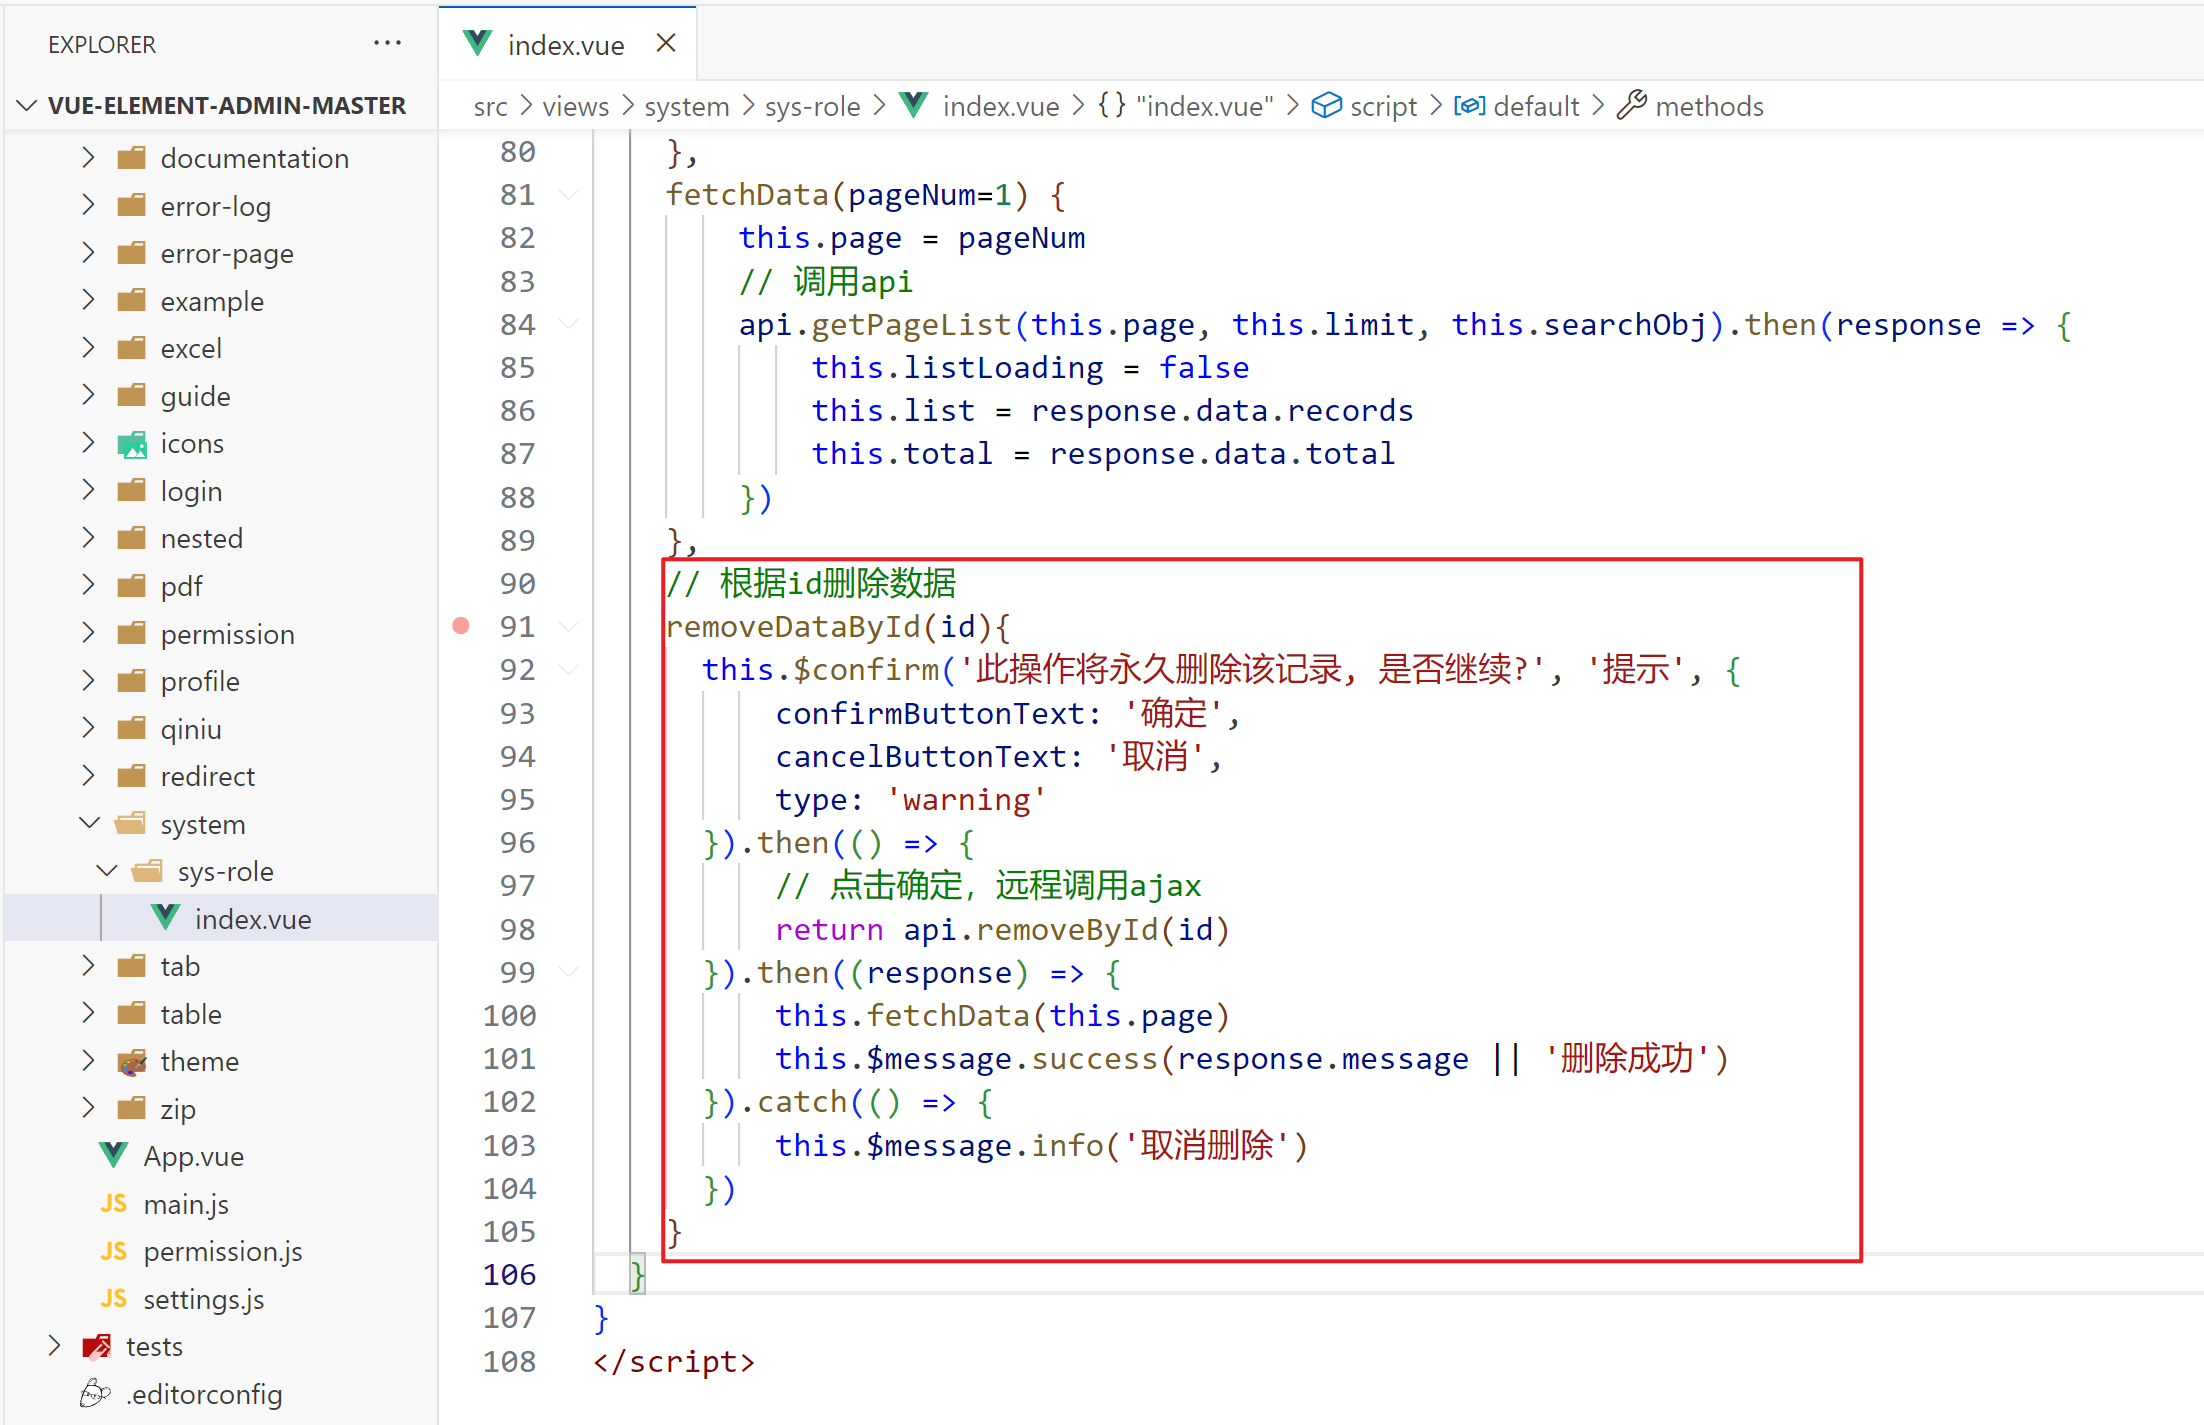 EXPLORER
VUE-ELEMENT-ADMIN-MASTER
documentation
error-log
error-page
example
excel
guide
icons
login
nested
pdf
permission
profile
qiniu
redirect
system
sys-role
index.vue
tab
table
theme
zip
App.vue
JS main.js
JS permission.js
JS settings.js
tests
.editorconfig
index.vue
src > views > system > sys-role > index.vue > {} "index.vue" > script > default > methods
80 },
81 fetchData(pageNum=1) {
82 this.page = pageNum
83 // 调用api
84 api.getPageList(this.page, this.limit, this.searchObj).then(response => {
85 this.listLoading = false
86 this.list = response.data.records
87 this.total = response.data.total
88 })
89 },
90 // 根据id删除数据
91 removeDataById(id){
92 this.$confirm('此操作将永久删除该记录, 是否继续?', '提示', {
93 confirmButtonText: '确定',
94 cancelButtonText: '取消',
95 type: 'warning'
96 }).then(() => {
97 // 点击确定，远程调用ajax
98 return api.removeById(id)
99 }).then((response) => {
100 this.fetchData(this.page)
101 this.$message.success(response.message || '删除成功')
102 }).catch(() => {
103 this.$message.info('取消删除')
104 })
105 }
106 }
107 }
108 </script>